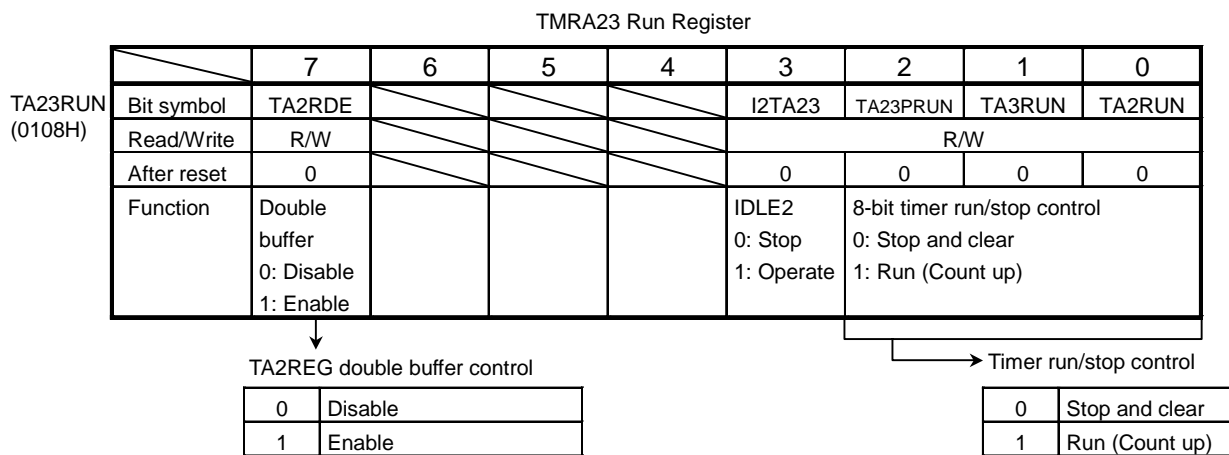 TMRA23 Run Register
7 6 5 4 3 2 1 0
TA23RUN
(0108H)
Bit symbol TA2RDE I2TA23 TA23PRUN TA3RUN TA2RUN
Read/Write R/W R/W
After reset 0 0 0 0 0
Function Double IDLE2 8-bit timer run/stop control
buffer 0: Stop 0: Stop and clear
0: Disable 1: Operate 1: Run (Count up)
1: Enable
TA2REG double buffer control Timer run/stop control
0 Disable 0 Stop and clear
1 Enable 1 Run (Count up)